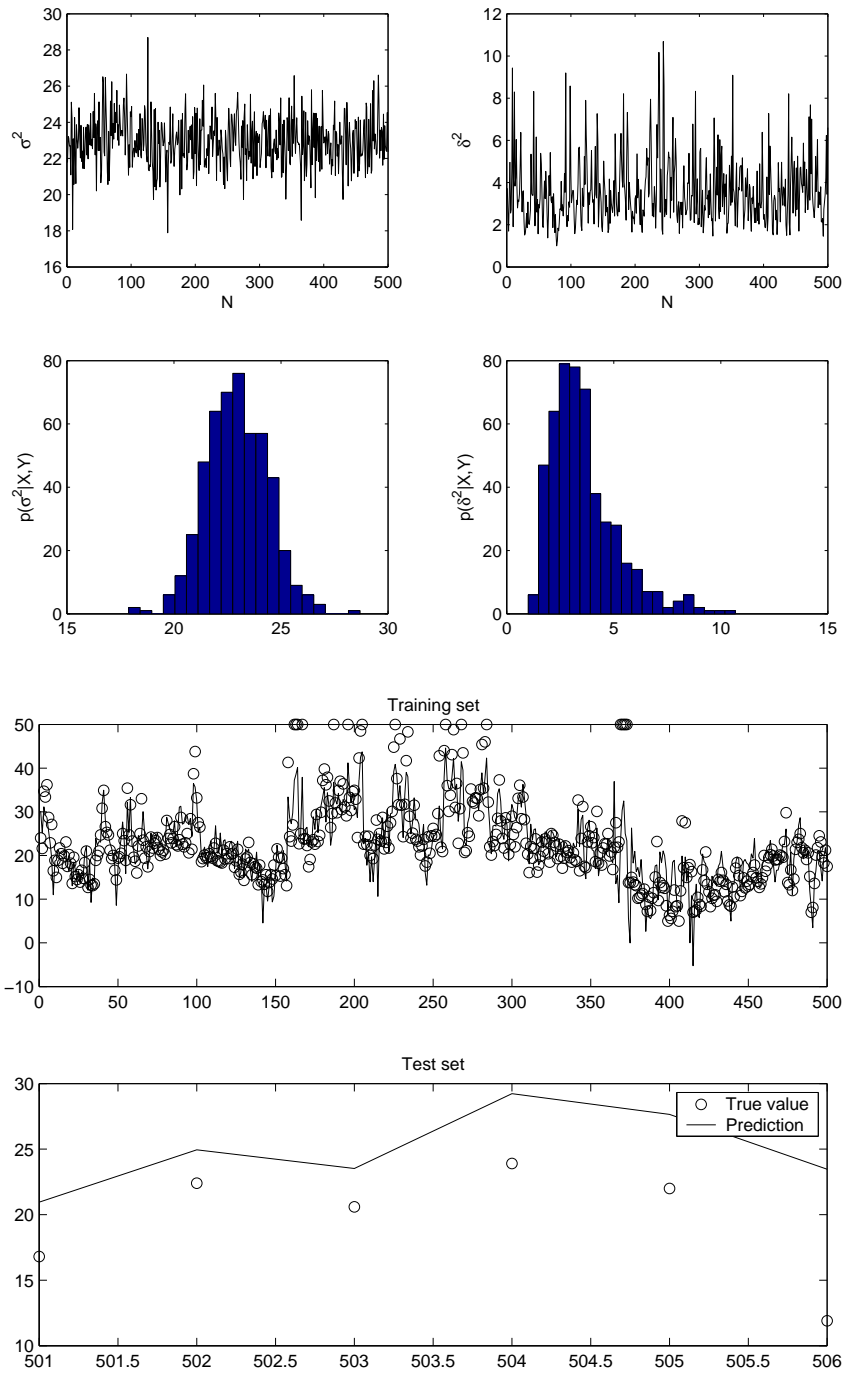 30
28
26
24
22
20
18
16
σ²
0 100 200 300 400 500
N
12
10
8
6
4
2
0
δ²
0 100 200 300 400 500
N
80
60
40
20
0
p(σ²|X,Y)
15 20 25 30
80
60
40
20
0
p(δ²|X,Y)
0 5 10 15
Training set
50
40
30
20
10
0
−10
0 50 100 150 200 250 300 350 400 450 500
Test set
30
25
20
15
10
True value
Prediction
501 501.5 502 502.5 503 503.5 504 504.5 505 505.5 506